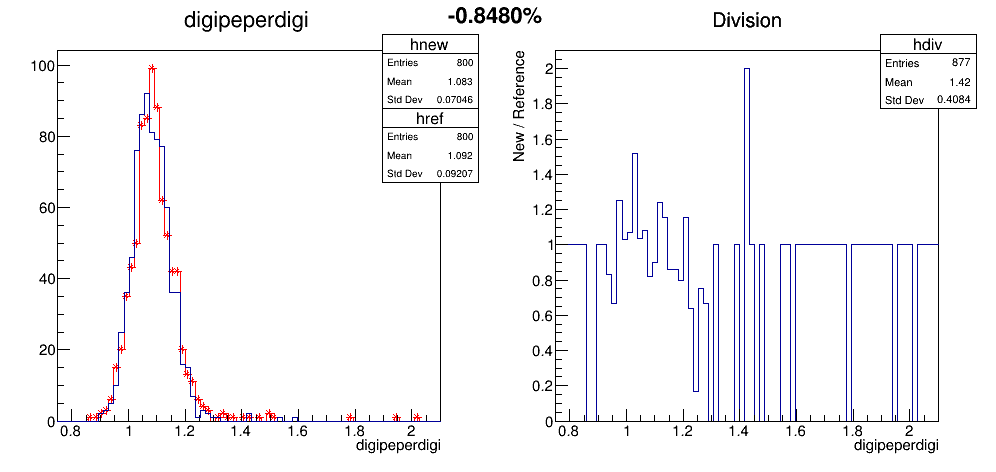 -0.8480%
digipeperdigi
hnew
Entries 800
Mean 1.083
Std Dev 0.07046
href
Entries 800
Mean 1.092
Std Dev 0.09207
100
80
60
40
20
0
0.8 1 1.2 1.4 1.6 1.8 2
digipeperdigi
Division
hdiv
Entries 877
Mean 1.42
Std Dev 0.4084
New / Reference
2
1.8
1.6
1.4
1.2
1
0.8
0.6
0.4
0.2
0
0.8 1 1.2 1.4 1.6 1.8 2
digipeperdigi